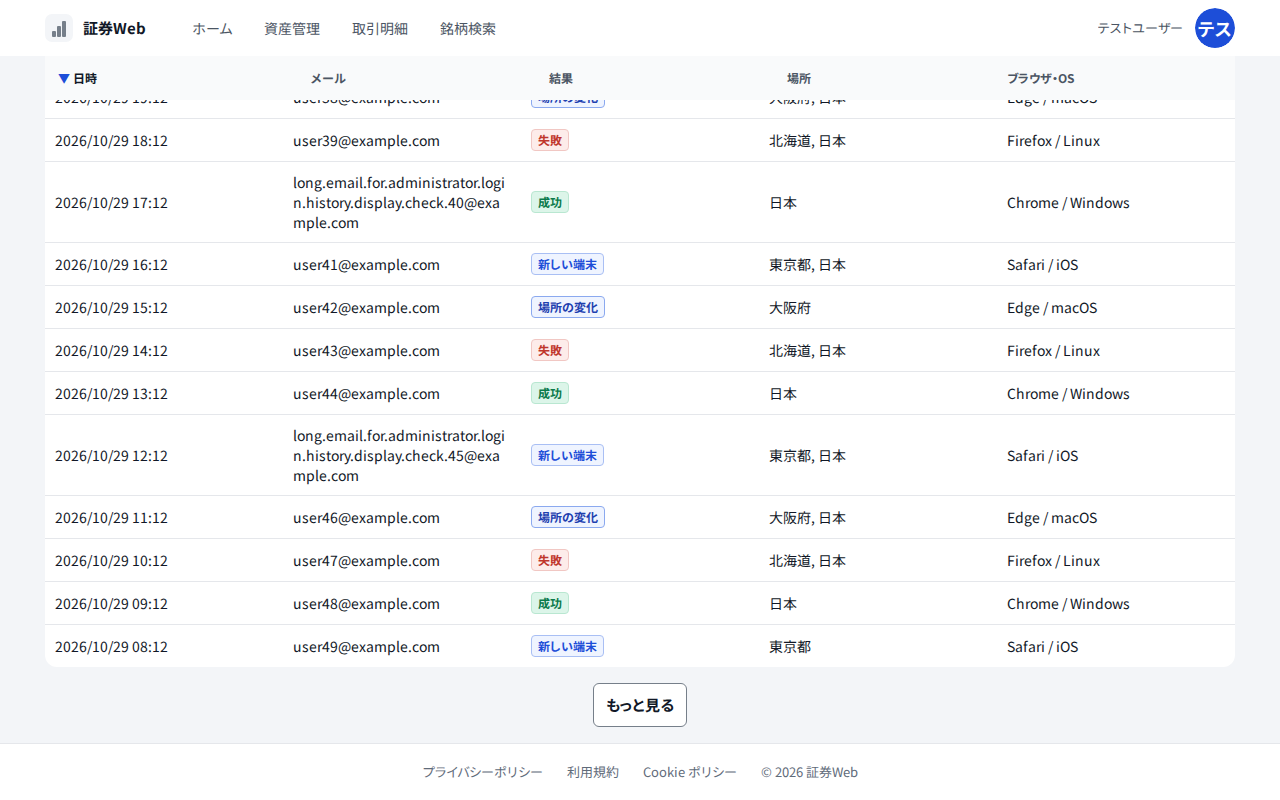 証券Web ホーム 資産管理 取引明細 銘柄検索 テストユーザー テス
▼日時 メール 結果 場所 ブラウザ・OS
2026/10/29 18:12 user39@example.com 失敗 北海道, 日本 Firefox / Linux
2026/10/29 17:12 long.email.for.administrator.logi
n.history.display.check.40@exa
mple.com 成功 日本 Chrome / Windows
2026/10/29 16:12 user41@example.com 新しい端末 東京都, 日本 Safari / iOS
2026/10/29 15:12 user42@example.com 場所の変化 大阪府 Edge / macOS
2026/10/29 14:12 user43@example.com 失敗 北海道, 日本 Firefox / Linux
2026/10/29 13:12 user44@example.com 成功 日本 Chrome / Windows
2026/10/29 12:12 long.email.for.administrator.logi
n.history.display.check.45@exa
mple.com 新しい端末 東京都, 日本 Safari / iOS
2026/10/29 11:12 user46@example.com 場所の変化 大阪府, 日本 Edge / macOS
2026/10/29 10:12 user47@example.com 失敗 北海道, 日本 Firefox / Linux
2026/10/29 09:12 user48@example.com 成功 日本 Chrome / Windows
2026/10/29 08:12 user49@example.com 新しい端末 東京都 Safari / iOS
もっと見る
プライバシーポリシー 利用規約 Cookie ポリシー © 2026 証券Web